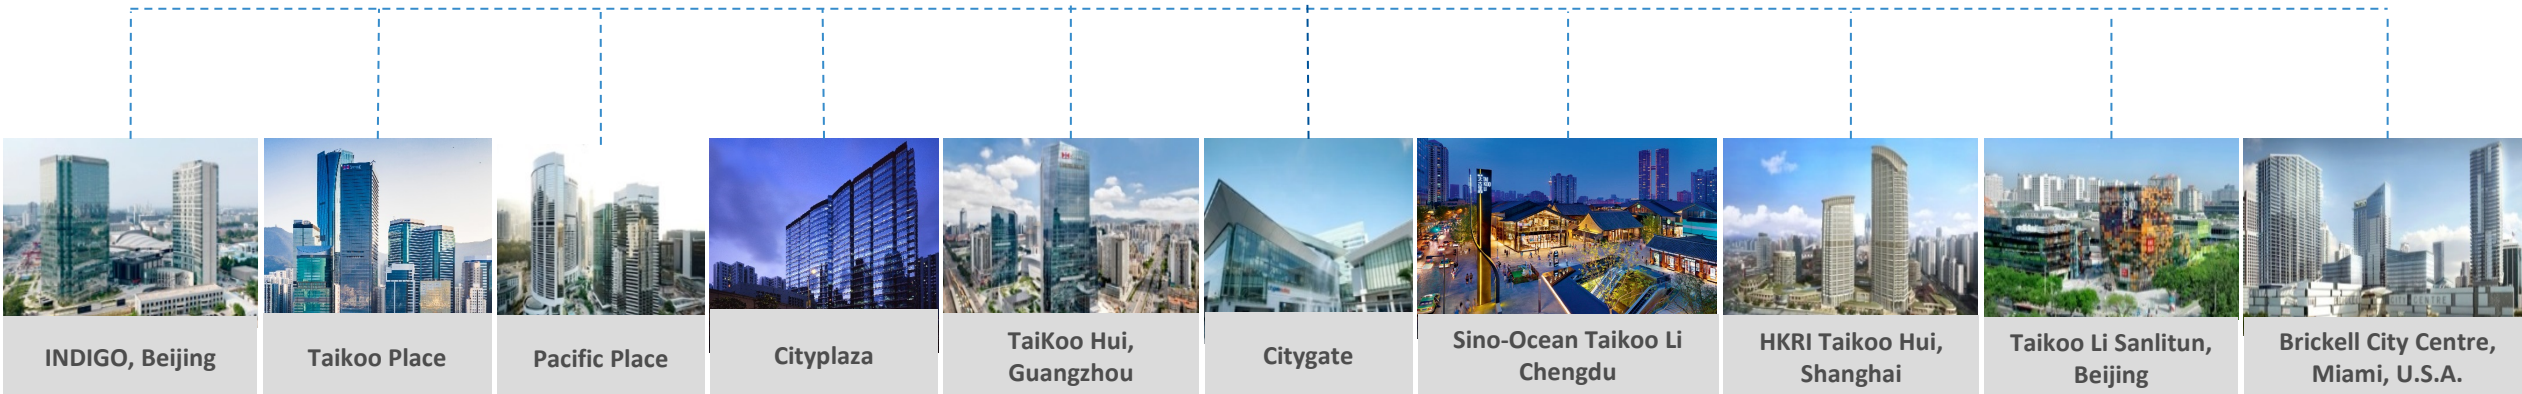 INDIGO, Beijing
Taikoo Place
Pacific Place
Cityplaza
TaiKoo Hui,
Guangzhou
Citygate
Sino-Ocean Taikoo Li
Chengdu
HKRI Taikoo Hui,
Shanghai
Taikoo Li Sanlitun,
Beijing
Brickell City Centre,
Miami, U.S.A.